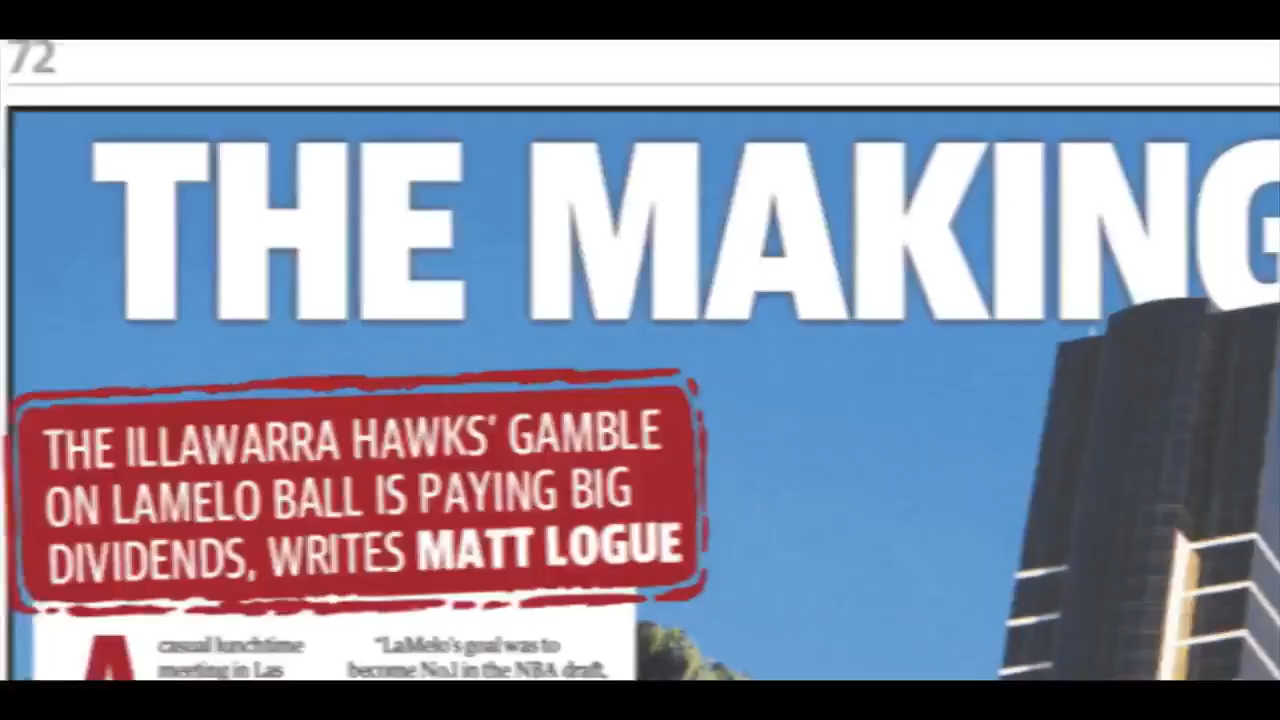 72
THE MAKING
THE ILLAWARRA HAWKS' GAMBLE
ON LAMELO BALL IS PAYING BIG
DIVIDENDS, WRITES MATT LOGUE
A casual lunchtime
meeting in Las
"LaMelo's goal was to
become No.1 in the NBA draft,